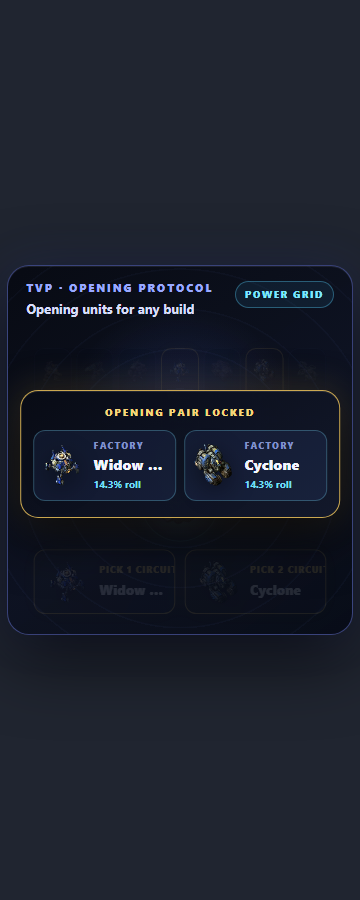 TVP · OPENING PROTOCOL
Opening units for any build
POWER GRID
OPENING PAIR LOCKED
FACTORY
Widow ...
14.3% roll
FACTORY
Cyclone
14.3% roll
PICK 1 CIRCUIT
Widow ...
PICK 2 CIRCUIT
Cyclone